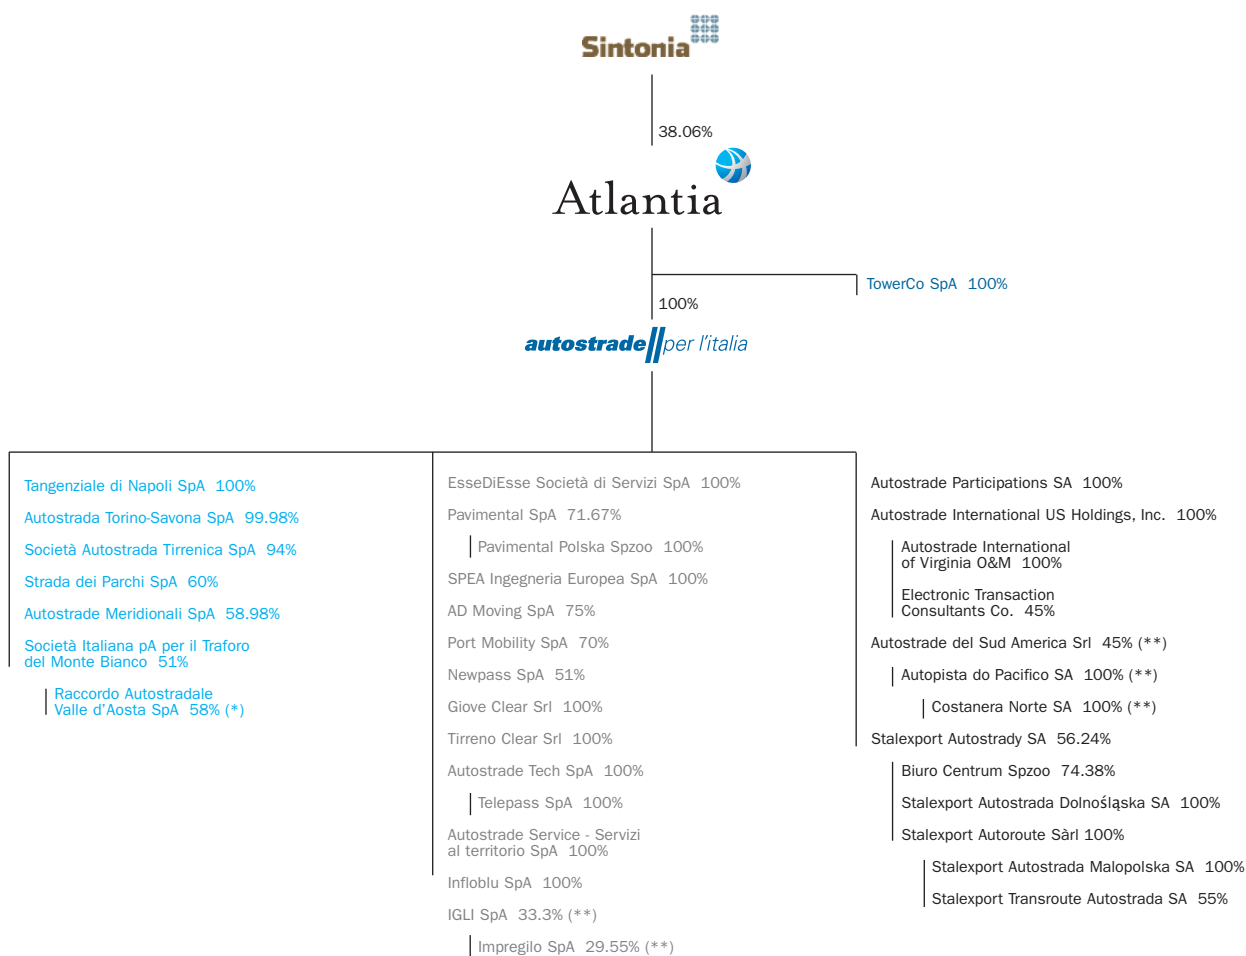 Sintonia
38.06%
Atlantia
TowerCo SpA 100%
100%
autostrade per l'italia
Tangenziale di Napoli SpA 100%
Autostrada Torino-Savona SpA 99.98%
Società Autostrada Tirrenica SpA 94%
Strada dei Parchi SpA 60%
Autostrade Meridionali SpA 58.98%
Società Italiana pA per il Traforo
del Monte Bianco 51%
Raccordo Autostradale
Valle d'Aosta SpA 58% (*)
EsseDiEsse Società di Servizi SpA 100%
Pavimental SpA 71.67%
Pavimental Polska Spzoo 100%
SPEA Ingegneria Europea SpA 100%
AD Moving SpA 75%
Port Mobility SpA 70%
Newpass SpA 51%
Giove Clear Srl 100%
Tirreno Clear Srl 100%
Autostrade Tech SpA 100%
Telepass SpA 100%
Autostrade Service - Servizi
al territorio SpA 100%
Infloblu SpA 100%
IGLI SpA 33.3% (**)
Impregilo SpA 29.55% (**)
Autostrade Participations SA 100%
Autostrade International US Holdings, Inc. 100%
Autostrade International
of Virginia O&M 100%
Electronic Transaction
Consultants Co. 45%
Autostrade del Sud America Srl 45% (**)
Autopista do Pacifico SA 100% (**)
Costanera Norte SA 100% (**)
Stalexport Autostrady SA 56.24%
Biuro Centrum Spzoo 74.38%
Stalexport Autostrada Dolnośląska SA 100%
Stalexport Autoroute Sàrl 100%
Stalexport Autostrada Malopolska SA 100%
Stalexport Transroute Autostrada SA 55%